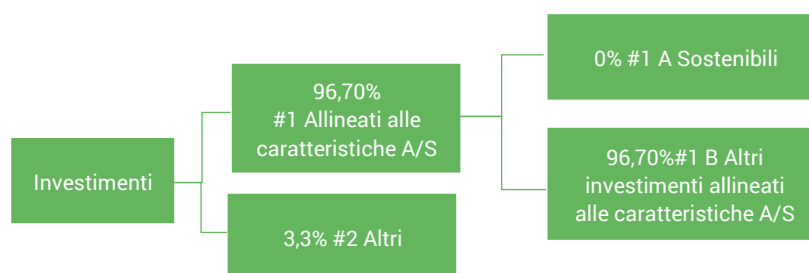 Investimenti
96,70%
#1 Allineati alle
caratteristiche A/S
3,3% #2 Altri
0% #1 A Sostenibili
96,70%#1 B Altri
investimenti allineati
alle caratteristiche A/S